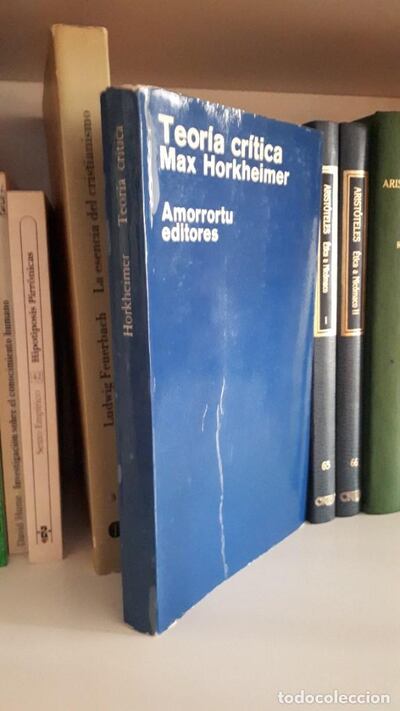 Teoría crítica
Max Horkheimer
Amorrortu
editores
Horkheimer Teoría crítica
Ludwig Feuerbach La esencia del cristianismo
Sexto Empírico Hipotiposis Pirrónicas
David Hume Investigación sobre el conocimiento humano
ARISTÓTELES Ética a Nicómaco I
65
ARISTÓTELES Ética a Nicómaco II
66
todocoleccion